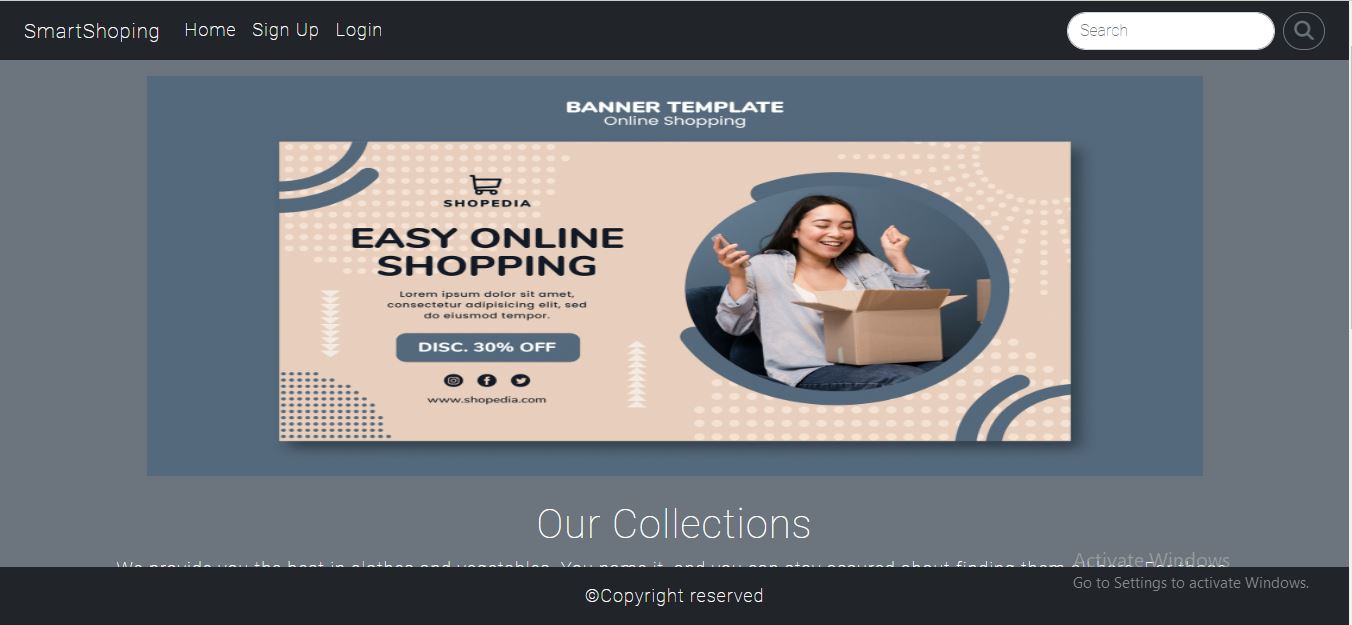 SmartShoping Home Sign Up Login Search
BANNER TEMPLATE
Online Shopping
SHOPEDIA
EASY ONLINE
SHOPPING
Lorem ipsum dolor sit amet,
consectetur adipisicing elit, sed
do eiusmod tempor.
DISC. 30% OFF
www.shopedia.com
Our Collections
We provide you the best in clothes and vegetables. You name it, and you can stay assured about finding them
Activate Windows
Go to Settings to activate Windows.
©Copyright reserved